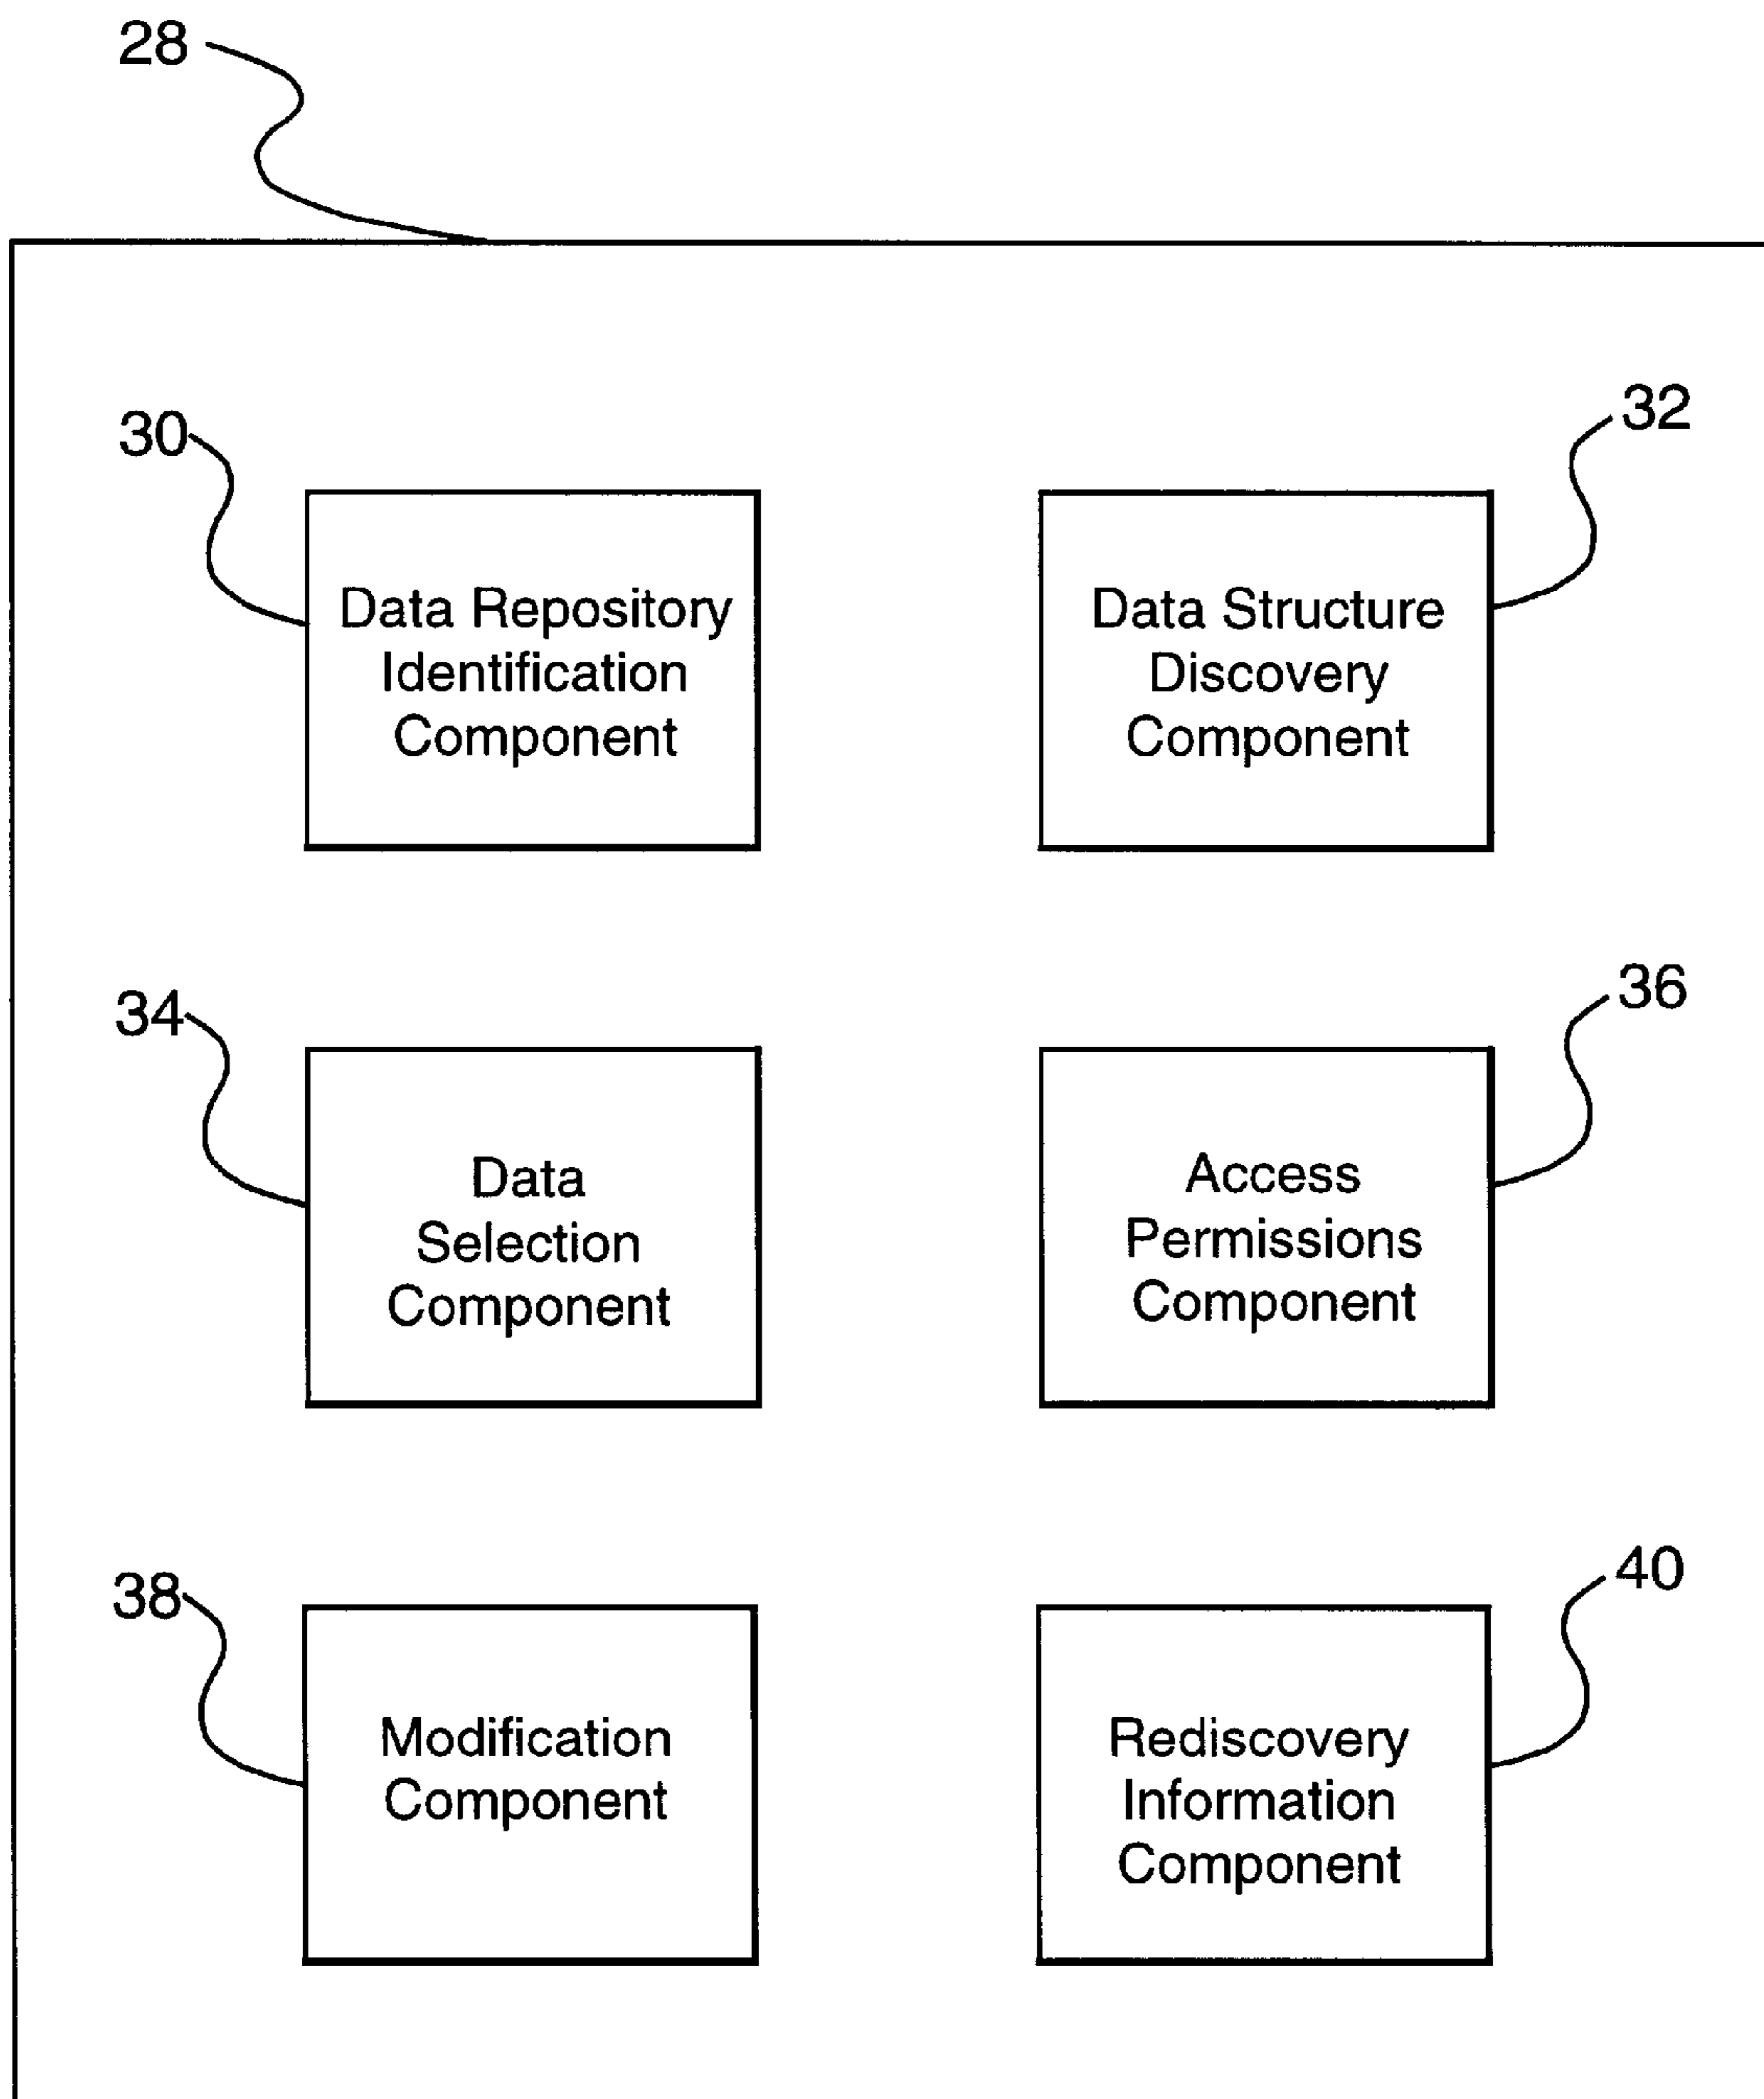 28
30
32
Data Repository
Identification
Component
Data Structure
Discovery
Component
34
36
Data
Selection
Component
Access
Permissions
Component
38
40
Modification
Component
Rediscovery
Information
Component